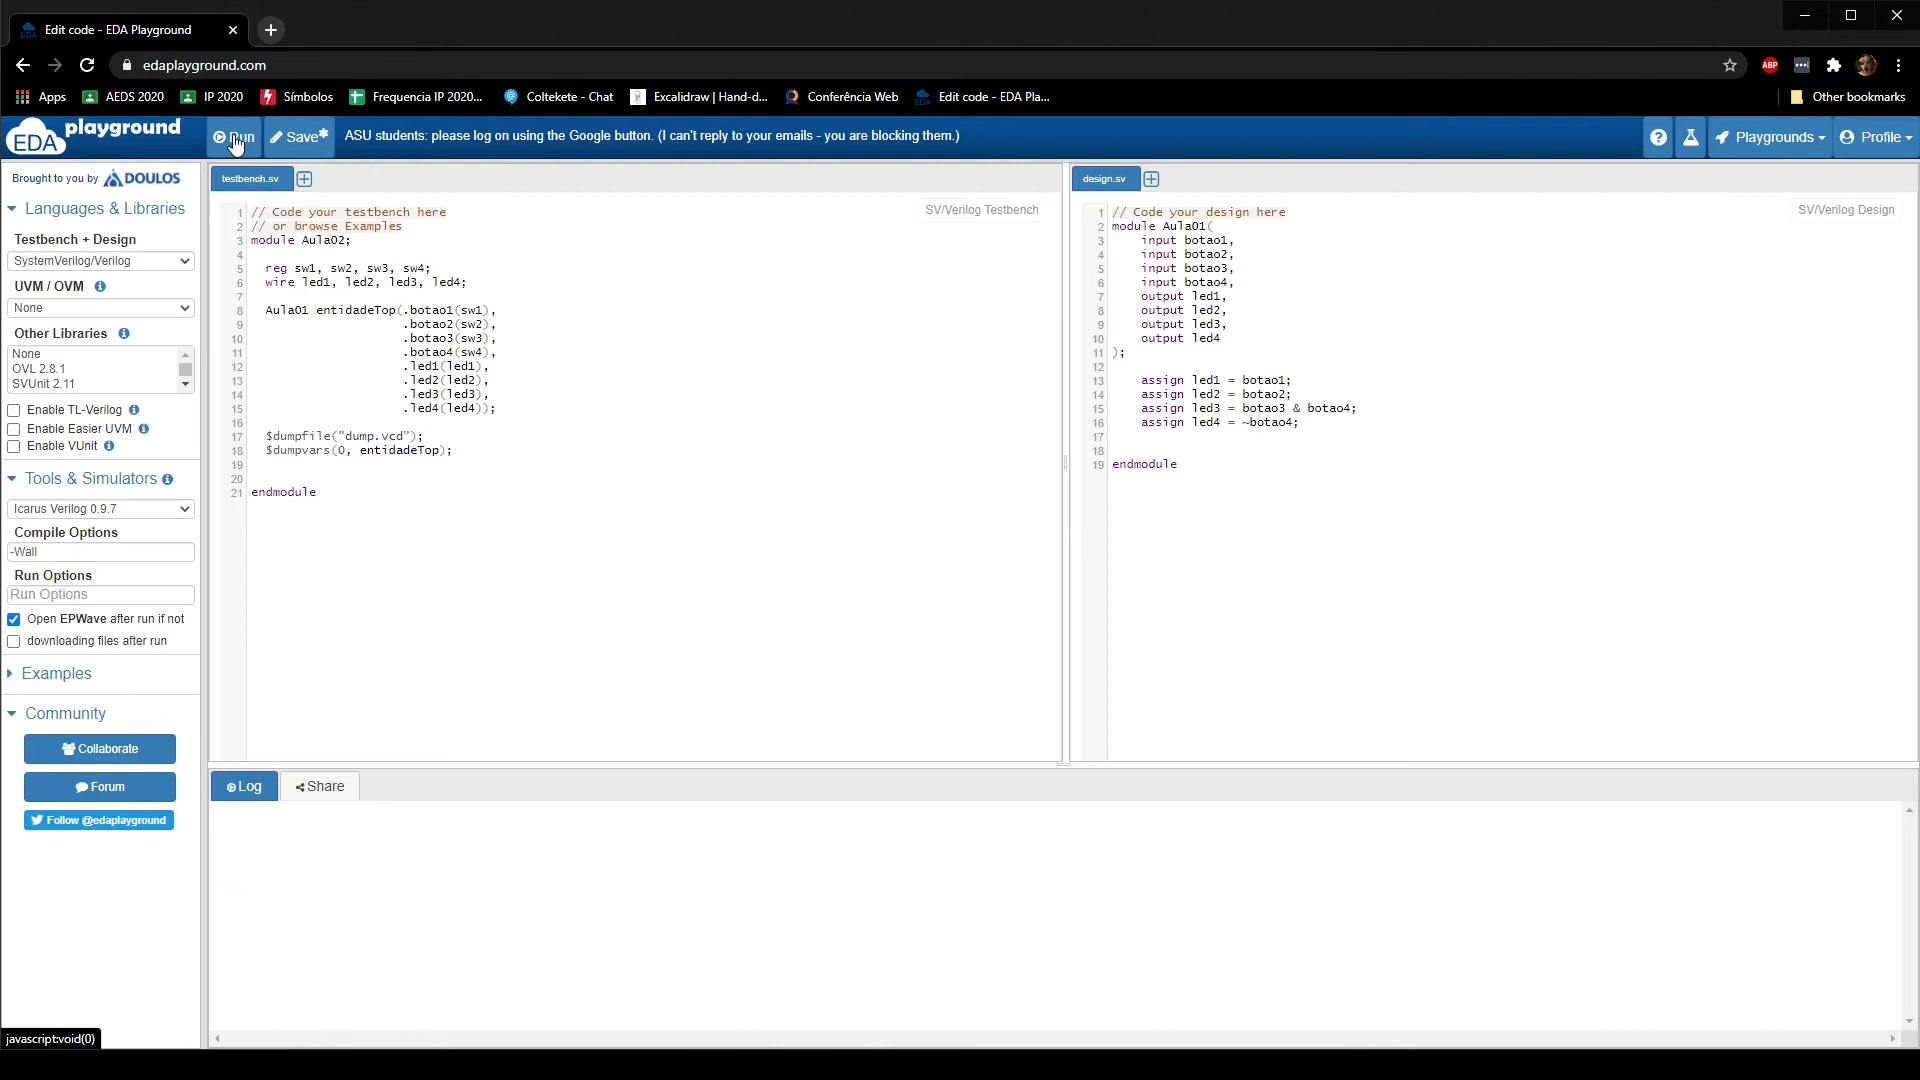 Edit code - EDA Playground
edaplayground.com
ABP
Apps
AEDS 2020
IP 2020
Símbolos
Frequencia IP 2020...
Coltekete - Chat
Excalidraw | Hand-d...
Conferência Web
Edit code - EDA Pla...
Other bookmarks
EDA playground
Run
Save*
ASU students: please log on using the Google button. (I can't reply to your emails - you are blocking them.)
Playgrounds
Profile
Brought to you by DOULOS
Languages & Libraries
Testbench + Design
SystemVerilog/Verilog
UVM / OVM
None
Other Libraries
None
OVL 2.8.1
SVUnit 2.11
Enable TL-Verilog
Enable Easier UVM
Enable VUnit
Tools & Simulators
Icarus Verilog 0.9.7
Compile Options
-Wall
Run Options
Run Options
Open EPWave after run if not
downloading files after run
Examples
Community
Collaborate
Forum
Follow @edaplayground
javascript:void(0)
testbench.sv
SV/Verilog Testbench
1 // Code your testbench here
2 // or browse Examples
3 module Aula02;
4
5 reg sw1, sw2, sw3, sw4;
6 wire led1, led2, led3, led4;
7
8 Aula01 entidadeTop(.botao1(sw1),
9 .botao2(sw2),
10 .botao3(sw3),
11 .botao4(sw4),
12 .led1(led1),
13 .led2(led2),
14 .led3(led3),
15 .led4(led4));
16
17 $dumpfile("dump.vcd");
18 $dumpvars(0, entidadeTop);
19
20
21 endmodule
design.sv
SV/Verilog Design
1 // Code your design here
2 module Aula01(
3 input botao1,
4 input botao2,
5 input botao3,
6 input botao4,
7 output led1,
8 output led2,
9 output led3,
10 output led4
11 );
12
13 assign led1 = botao1;
14 assign led2 = botao2;
15 assign led3 = botao3 & botao4;
16 assign led4 = ~botao4;
17
18
19 endmodule
Log
Share